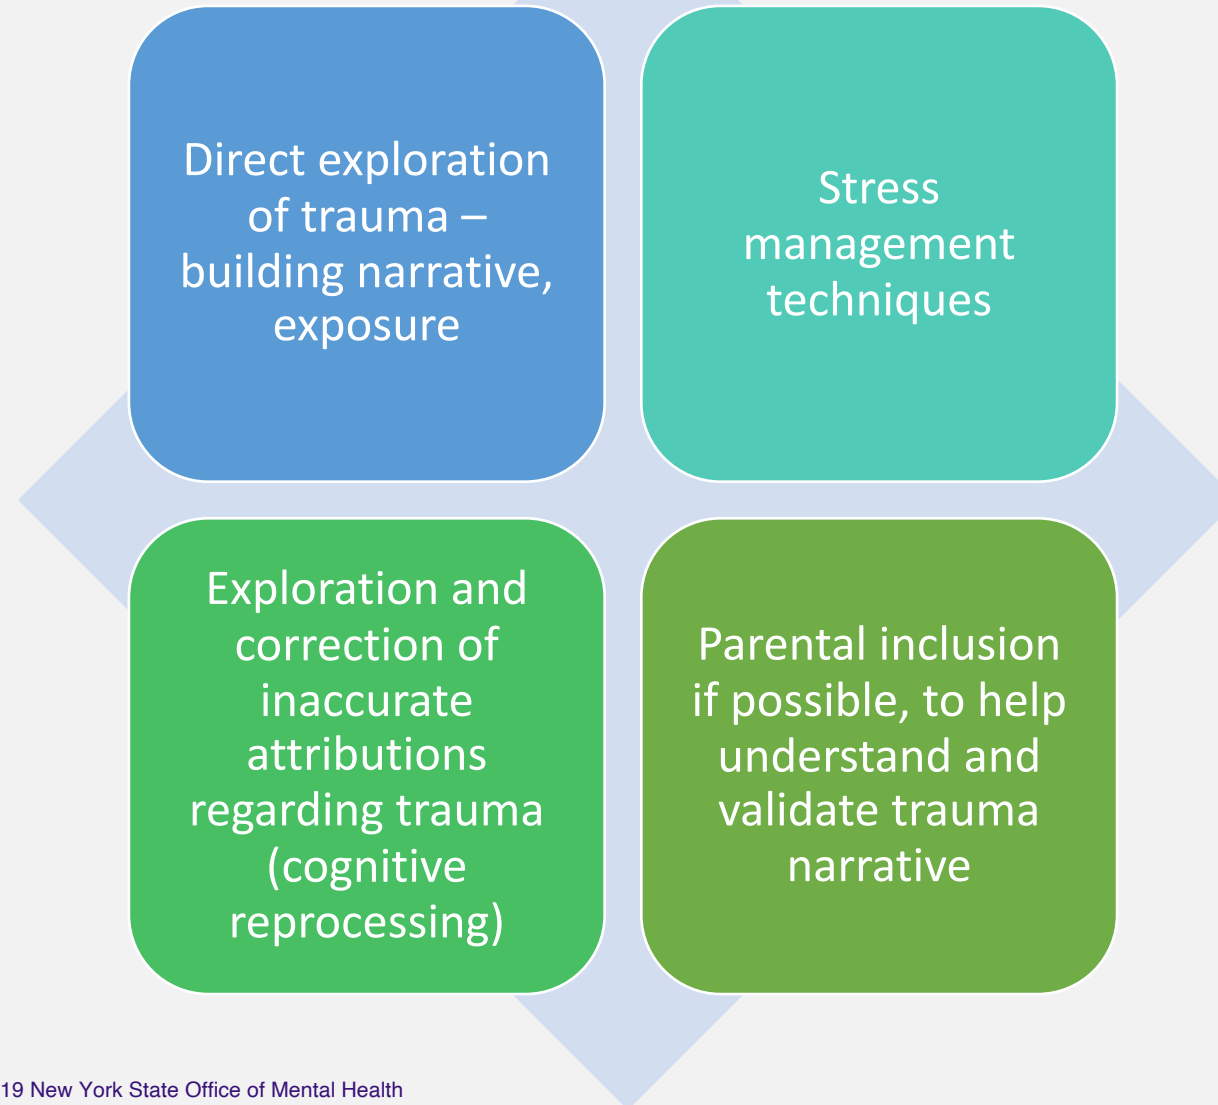 Direct exploration
of trauma –
building narrative,
exposure
Stress
management
techniques
Exploration and
correction of
inaccurate
attributions
regarding trauma
(cognitive
reprocessing)
Parental inclusion
if possible, to help
understand and
validate trauma
narrative
19 New York State Office of Mental Health